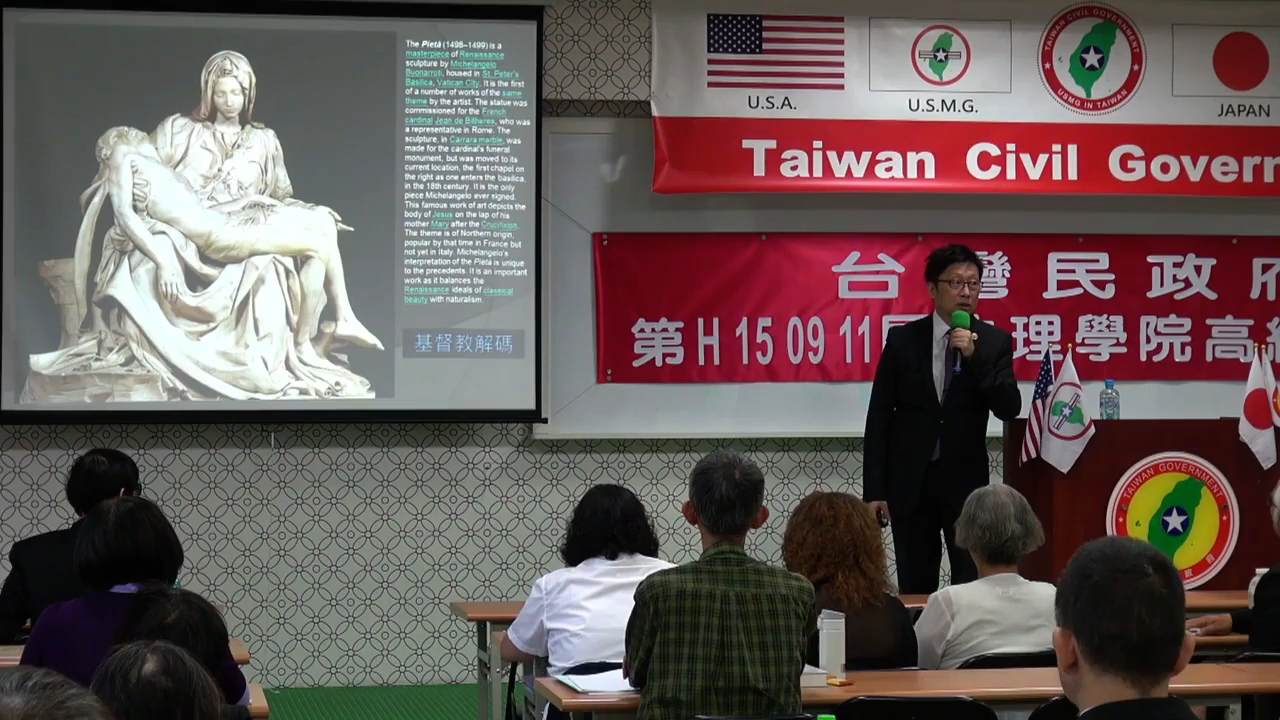 The Pietà (1498–1499) is a
masterpiece of Renaissance
sculpture by Michelangelo
Buonarroti, housed in St. Peter's
Basilica, Vatican City. It is the first
of a number of works of the same
theme by the artist. The statue was
commissioned for the French
cardinal Jean de Bilhères, who was
a representative in Rome. The
sculpture, in Carrara marble, was
made for the cardinal's funeral
monument, but was moved to its
current location, the first chapel on
the right as one enters the basilica,
in the 18th century. It is the only
piece Michelangelo ever signed.
This famous work of art depicts the
body of Jesus on the lap of his
mother Mary after the Crucifixion.
The theme is of Northern origin,
popular by that time in France but
not yet in Italy. Michelangelo's
interpretation of the Pietà is unique
to the precedents. It is an important
work as it balances the
Renaissance ideals of classical
beauty with naturalism.
基督教解碼
U.S.A.
U.S.M.G.
TAIWAN CIVIL GOVERNMENT
USMG IN TAIWAN
JAPAN
Taiwan Civil Govern
台灣民政府
第H 15 09 11 理學院高
TAIWAN GOVERNMENT